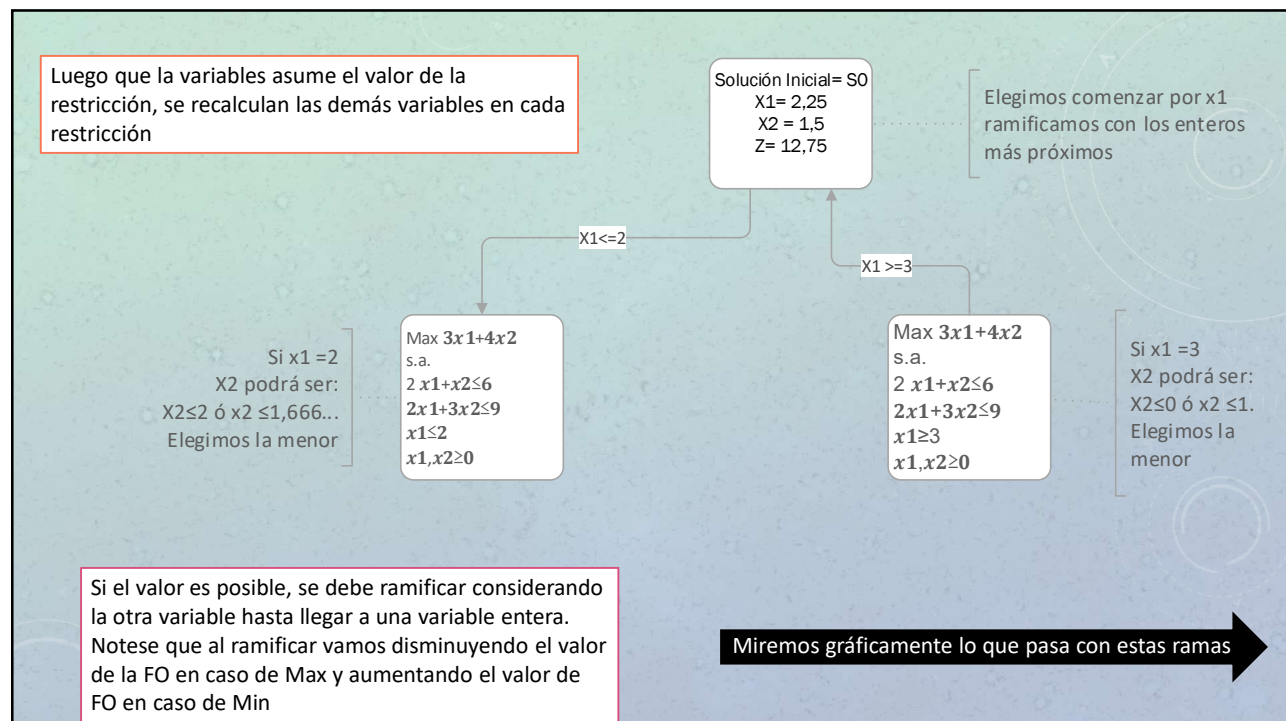 Luego que la variables asume el valor de la
restricción, se recalculan las demás variables en cada
restricción
Solución Inicial= S0
X1= 2,25
X2 = 1,5
Z= 12,75
Elegimos comenzar por x1
ramificamos con los enteros
más próximos
X1<=2
X1 >=3
Si x1 =2
X2 podrá ser:
X2≤2 ó x2 ≤1,666...
Elegimos la menor
Max 3x1+4x2
s.a.
2 x1+x2≤6
2x1+3x2≤9
x1≤2
x1,x2≥0
Max 3x1+4x2
s.a.
2 x1+x2≤6
2x1+3x2≤9
x1≥3
x1,x2≥0
Si x1 =3
X2 podrá ser:
X2≤0 ó x2 ≤1.
Elegimos la
menor
Si el valor es posible, se debe ramificar considerando
la otra variable hasta llegar a una variable entera.
Notese que al ramificar vamos disminuyendo el valor
de la FO en caso de Max y aumentando el valor de
FO en caso de Min
Miremos gráficamente lo que pasa con estas ramas